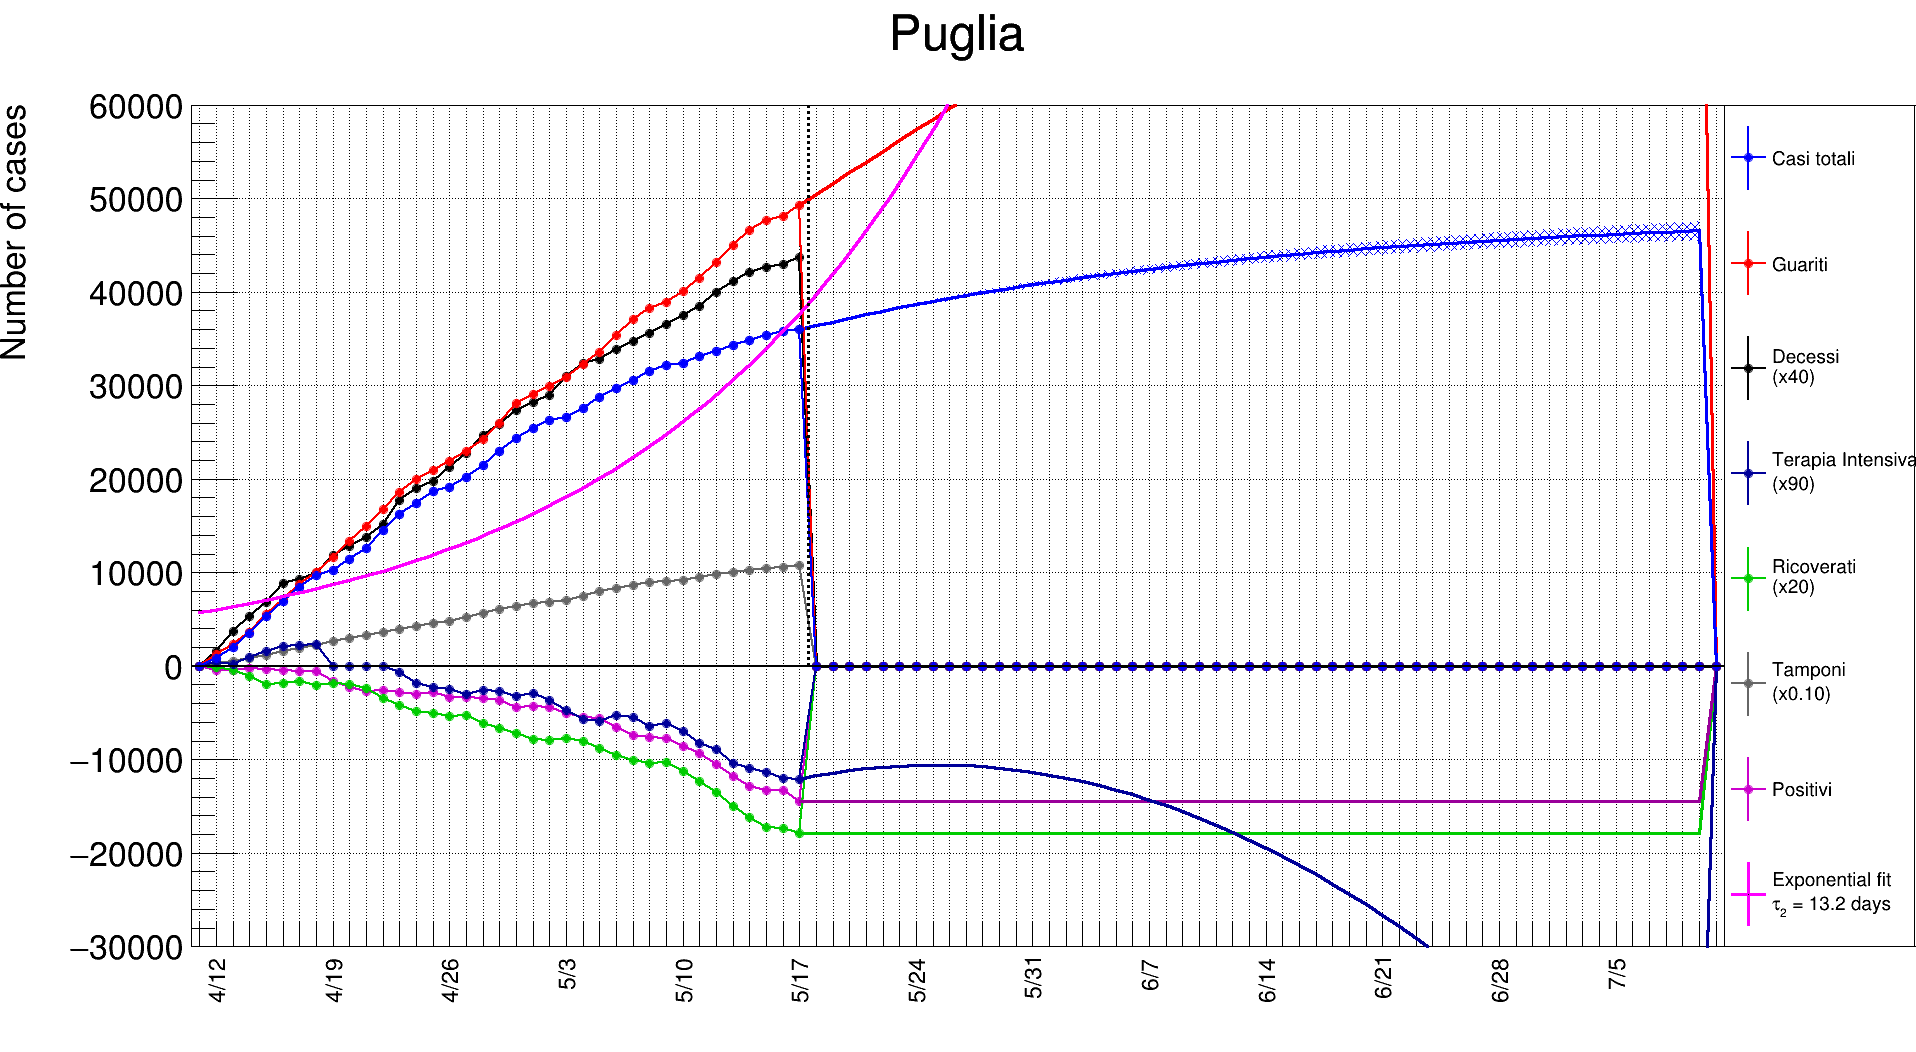 Puglia
Number of cases
60000
50000
40000
30000
20000
10000
0
−10000
−20000
−30000
4/12
4/19
4/26
5/3
5/10
5/17
5/24
5/31
6/7
6/14
6/21
6/28
7/5
Casi totali
Guariti
Decessi
(x40)
Terapia Intensiva
(x90)
Ricoverati
(x20)
Tamponi
(x0.10)
Positivi
Exponential fit
τ2 = 13.2 days